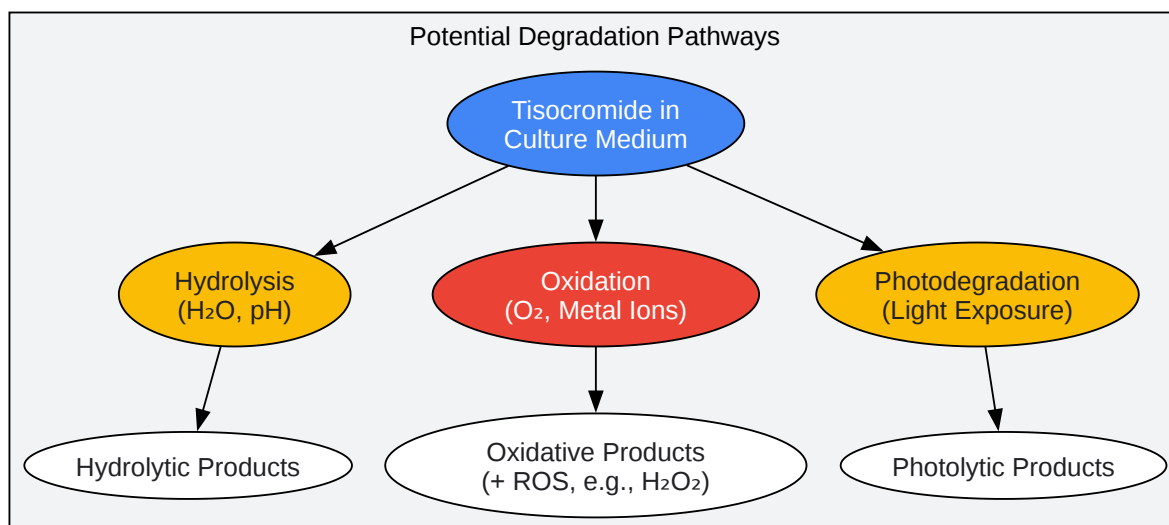 Potential Degradation Pathways
Tisocromide in
Culture Medium
Hydrolysis
(H₂O, pH)
Oxidation
(O₂, Metal Ions)
Photodegradation
(Light Exposure)
Hydrolytic Products
Oxidative Products
(+ ROS, e.g., H₂O₂)
Photolytic Products